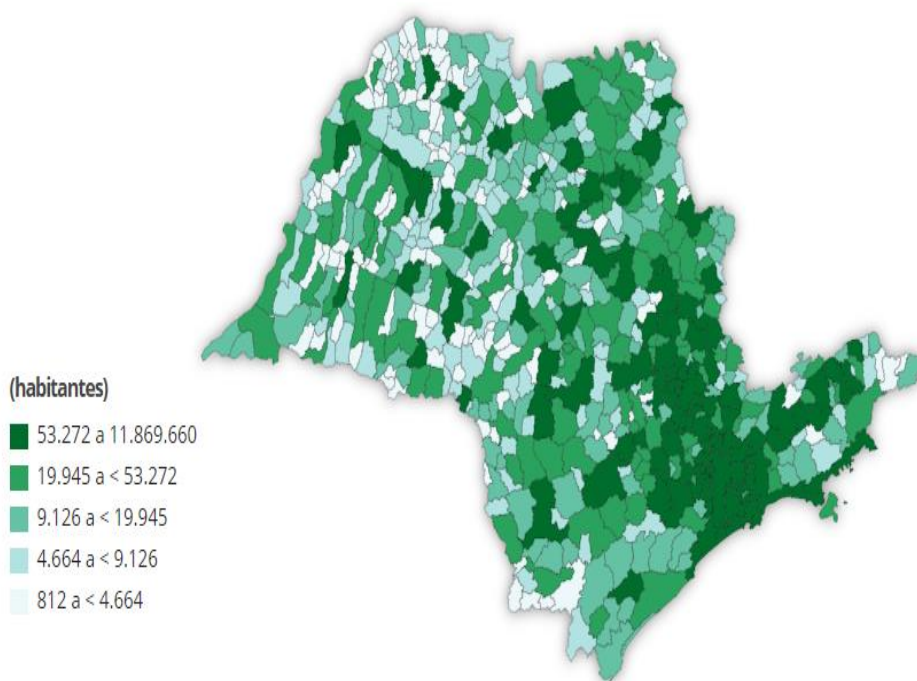 (habitantes)
53.272 a 11.869.660
19.945 a < 53.272
9.126 a < 19.945
4.664 a < 9.126
812 a < 4.664